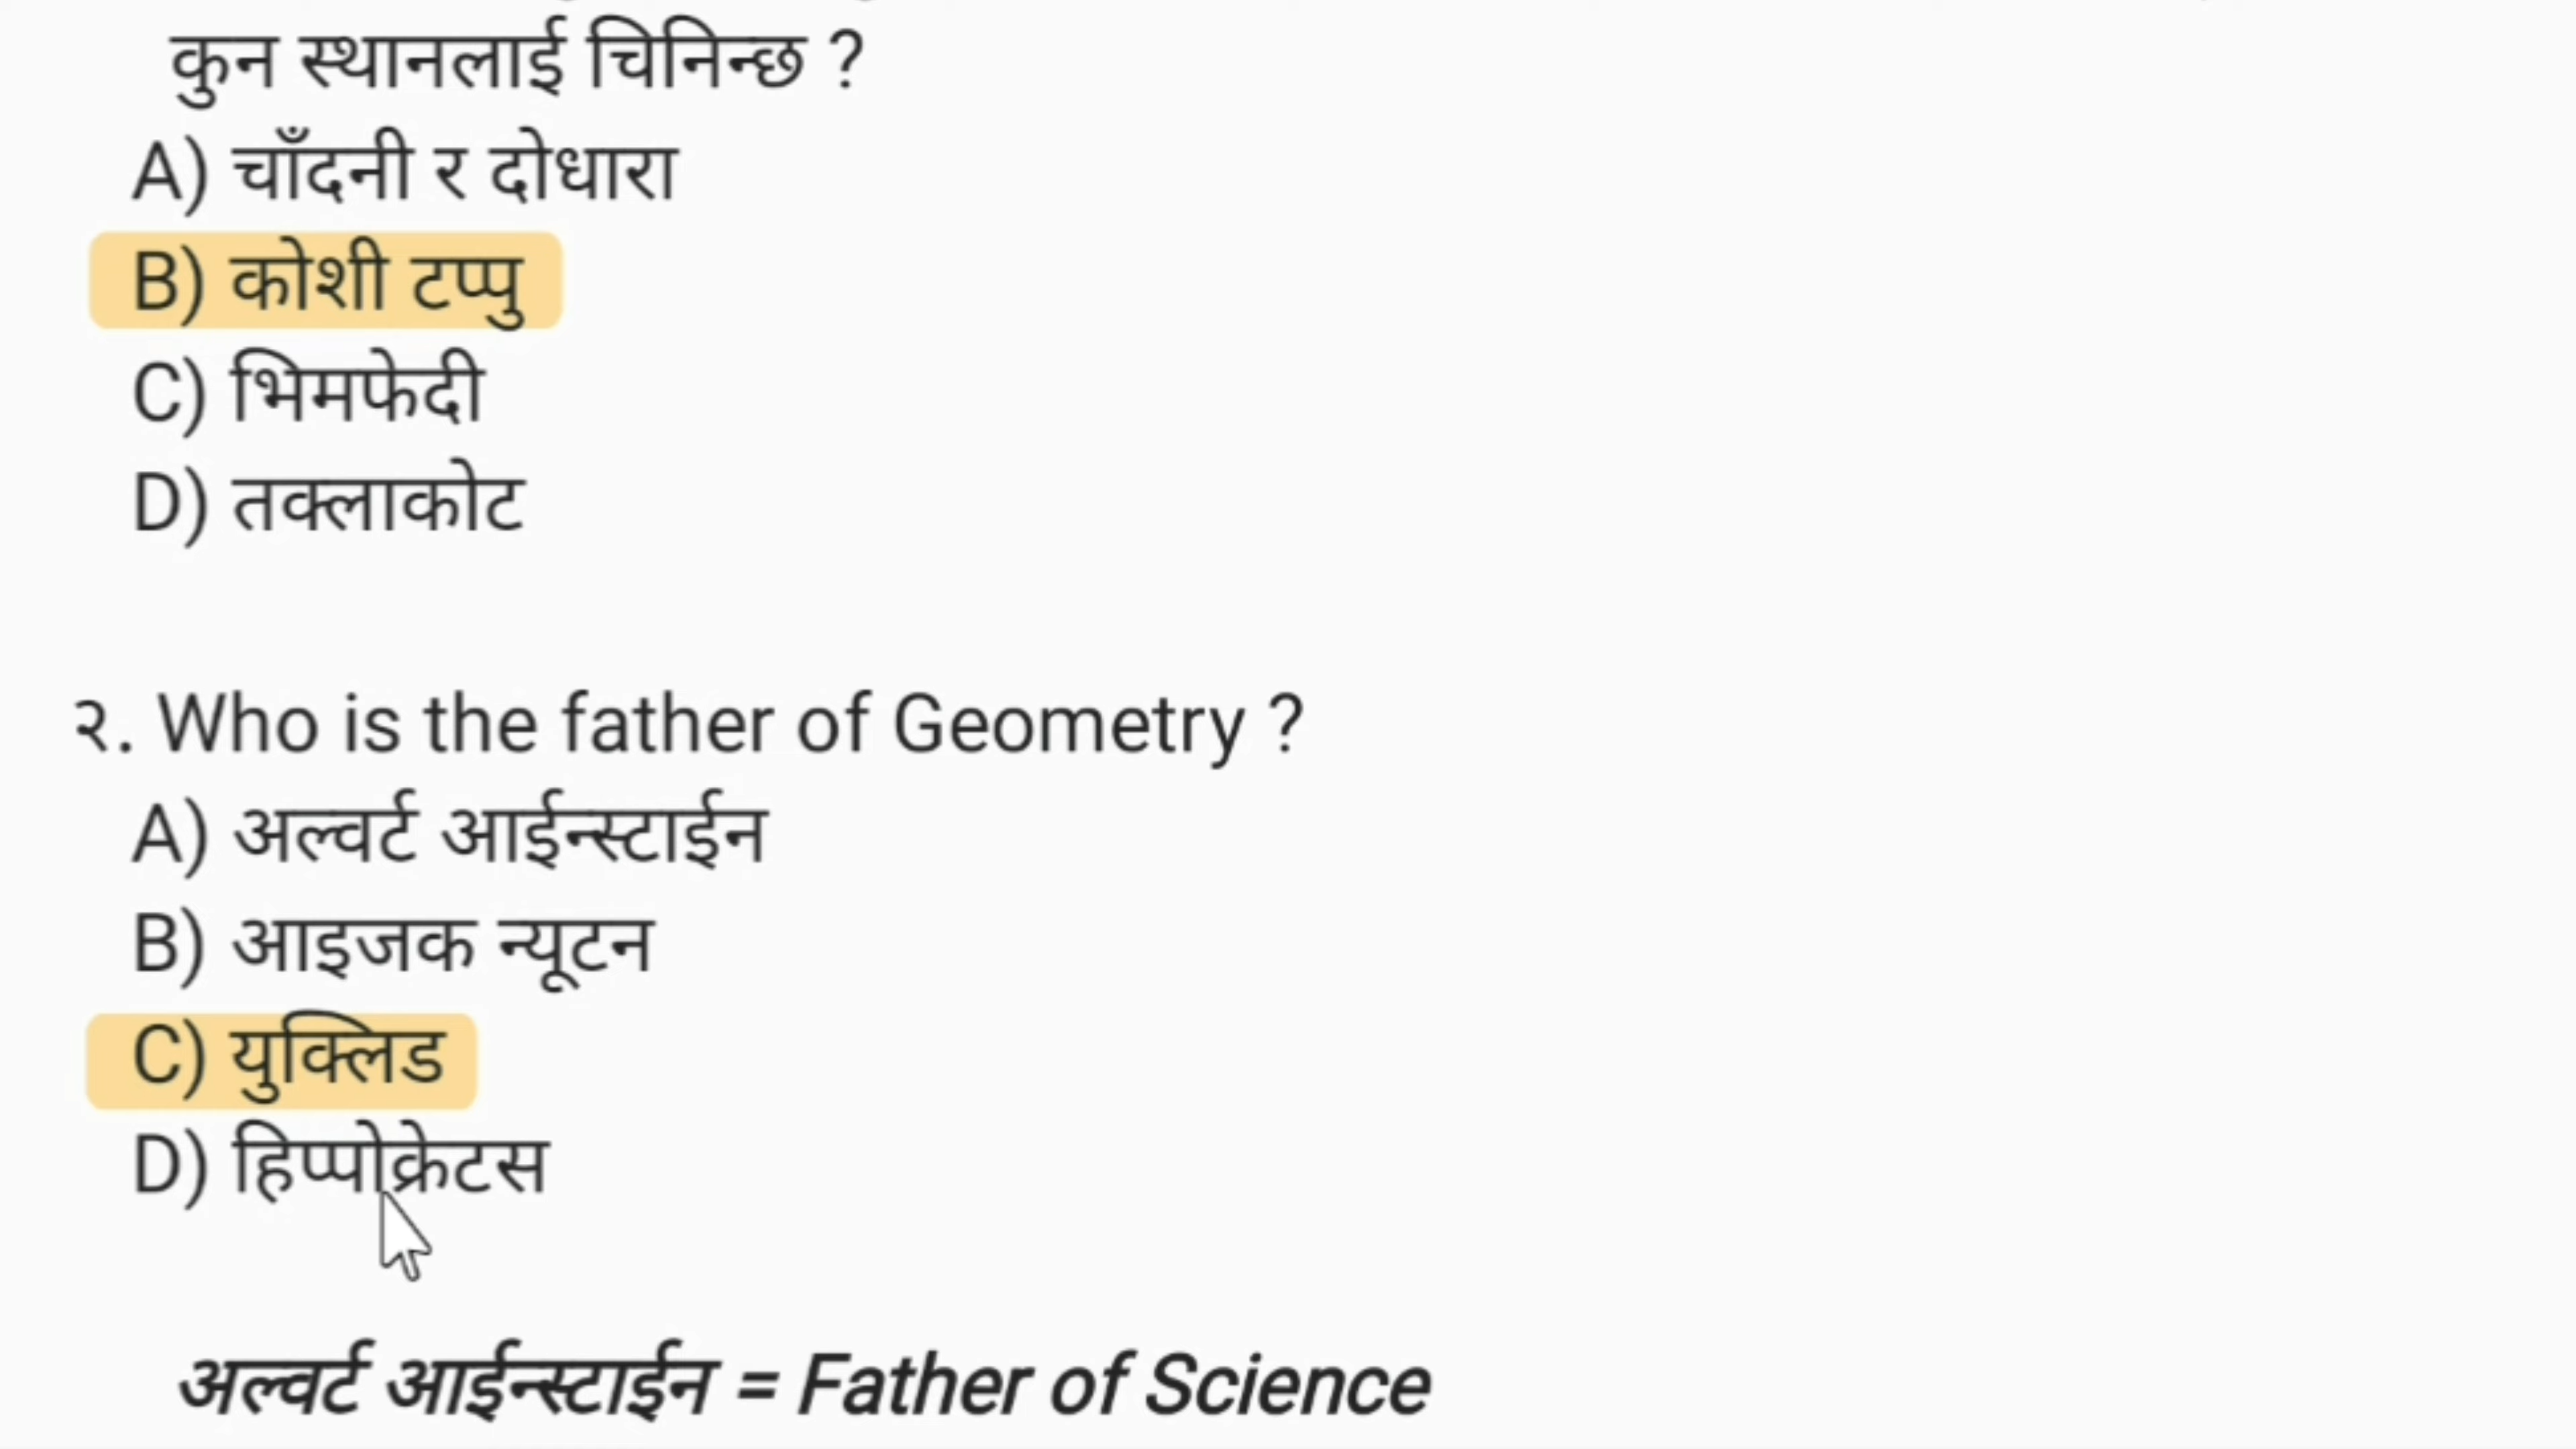 कुन स्थानलाई चिनिन्छ ?
A) चाँदनी र दोधारा
B) कोशी टप्पु
C) भिमफेदी
D) तक्लाकोट
२. Who is the father of Geometry ?
A) अल्वर्ट आईन्स्टाईन
B) आइजक न्यूटन
C) युक्लिड
D) हिप्पोक्रेटस
अल्वर्ट आईन्स्टाईन = Father of Science